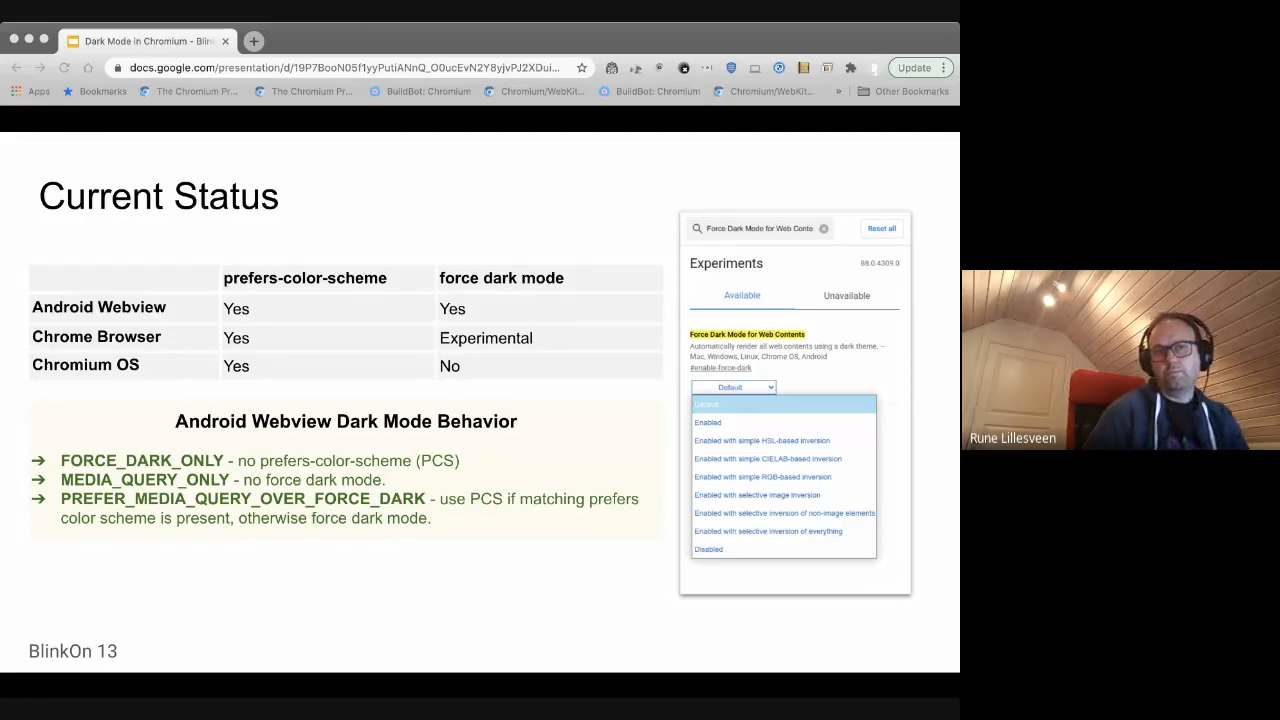 Dark Mode in Chromium - Blin
docs.google.com/presentation/d/19P7BooN05f1yyPutiANnQ_O0ucEvN2Y8yjvPJ2XDui...
Update
Apps
Bookmarks
The Chromium Pr...
The Chromium Pr...
BuildBot: Chromium
Chromium/WebKit...
BuildBot: Chromium
Chromium/WebKit...
»
Other Bookmarks
Current Status
prefers-color-scheme force dark mode
Android Webview Yes Yes
Chrome Browser Yes Experimental
Chromium OS Yes No
Android Webview Dark Mode Behavior
➔ FORCE_DARK_ONLY - no prefers-color-scheme (PCS)
➔ MEDIA_QUERY_ONLY - no force dark mode.
➔ PREFER_MEDIA_QUERY_OVER_FORCE_DARK - use PCS if matching prefers
color scheme is present, otherwise force dark mode.
BlinkOn 13
Force Dark Mode for Web Conte
Reset all
Experiments
88.0.4309.0
Available
Unavailable
Force Dark Mode for Web Contents
Automatically render all web contents using a dark theme. –
Mac, Windows, Linux, Chrome OS, Android
#enable-force-dark
Default
Default
Enabled
Enabled with simple HSL-based inversion
Enabled with simple CIELAB-based inversion
Enabled with simple RGB-based inversion
Enabled with selective image inversion
Enabled with selective inversion of non-image elements
Enabled with selective inversion of everything
Disabled
Rune Lillesveen